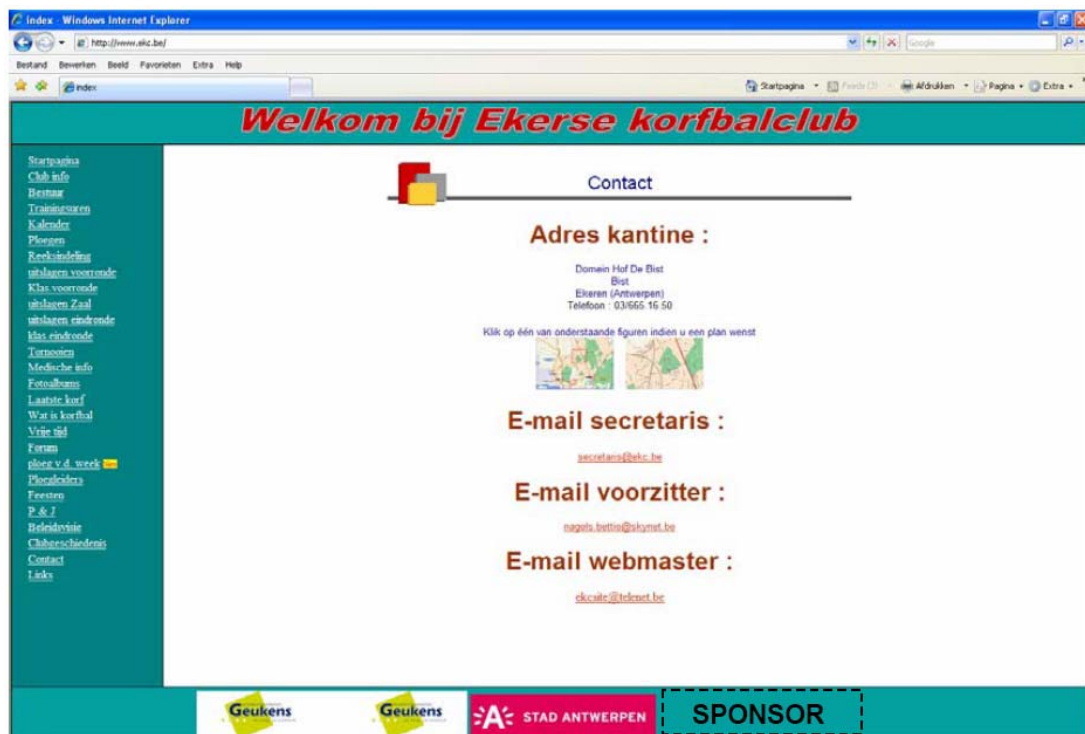 index - Windows Internet Explorer
http://www.ekc.be/
Google
Bestand Bewerken Beeld Favorieten Extra Help
index
Startpagina Feeds Afdrukken Pagina Extra
Welkom bij Ekerse korfbalclub
Startpagina
Club info
Bestuur
Trainingsuren
Kalender
Ploegen
Reeksindeling
uitslagen voorronde
Klas voorronde
uitslagen Zaal
uitslagen eindronde
klas eindronde
Tornooien
Medische info
Fotoalbums
Laatste korf
Wat is korfbal
Vrije tijd
Forum
ploeg v.d. week
Ploegleiders
Feesten
P & J
Beleidsvisie
Clubgeschiedenis
Contact
Links
Contact
Adres kantine :
Domein Hof De Bist
Bist
Ekeren (Antwerpen)
Telefoon : 03/665 16 50
Klik op één van onderstaande figuren indien u een plan wenst
E-mail secretaris :
secretaris@ekc.be
E-mail voorzitter :
nagels.bettie@skynet.be
E-mail webmaster :
ekcsite@telenet.be
Geukens
Geukens
A STAD ANTWERPEN
SPONSOR